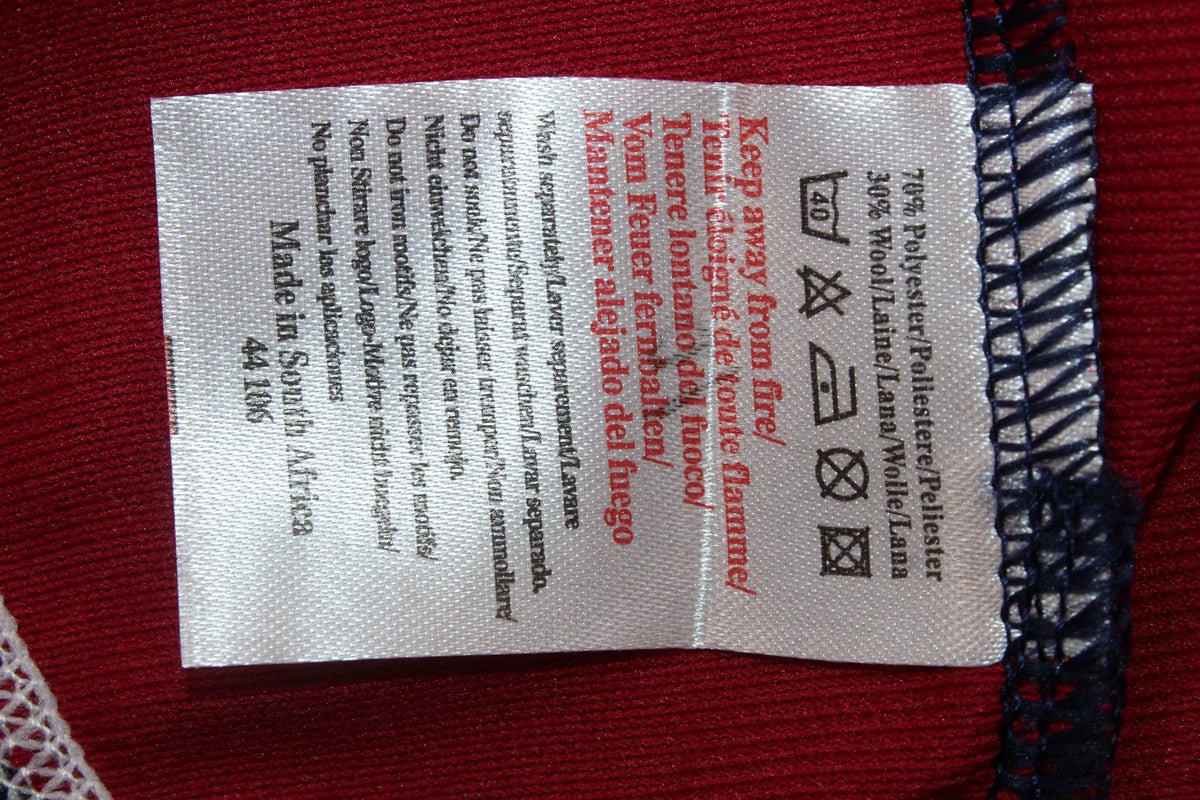 70% Polyester/Poliestere/Peliester
30% Wool/Laine/Lana/Wolle/Lana
40
Keep away from fire/
Tenir éloigné de toute flamme/
Tenere lontano del fuoco/
Vom Feuer fernhalten/
Mantener alejado del fuego
Wash separately/Laver separement/Lavare
separatamente/Separat waschen/Lavar separado.
Do not soak/Ne pas laisser tremper/Non ammollare/
Nicht einweichen/No dejar en remojo.
Do not iron motifs/Ne pas repasser les motifs/
Non Stirare logo/Logo-Motive nicht buegeln/
No planchar las aplicaciones
Made in South Africa
44106